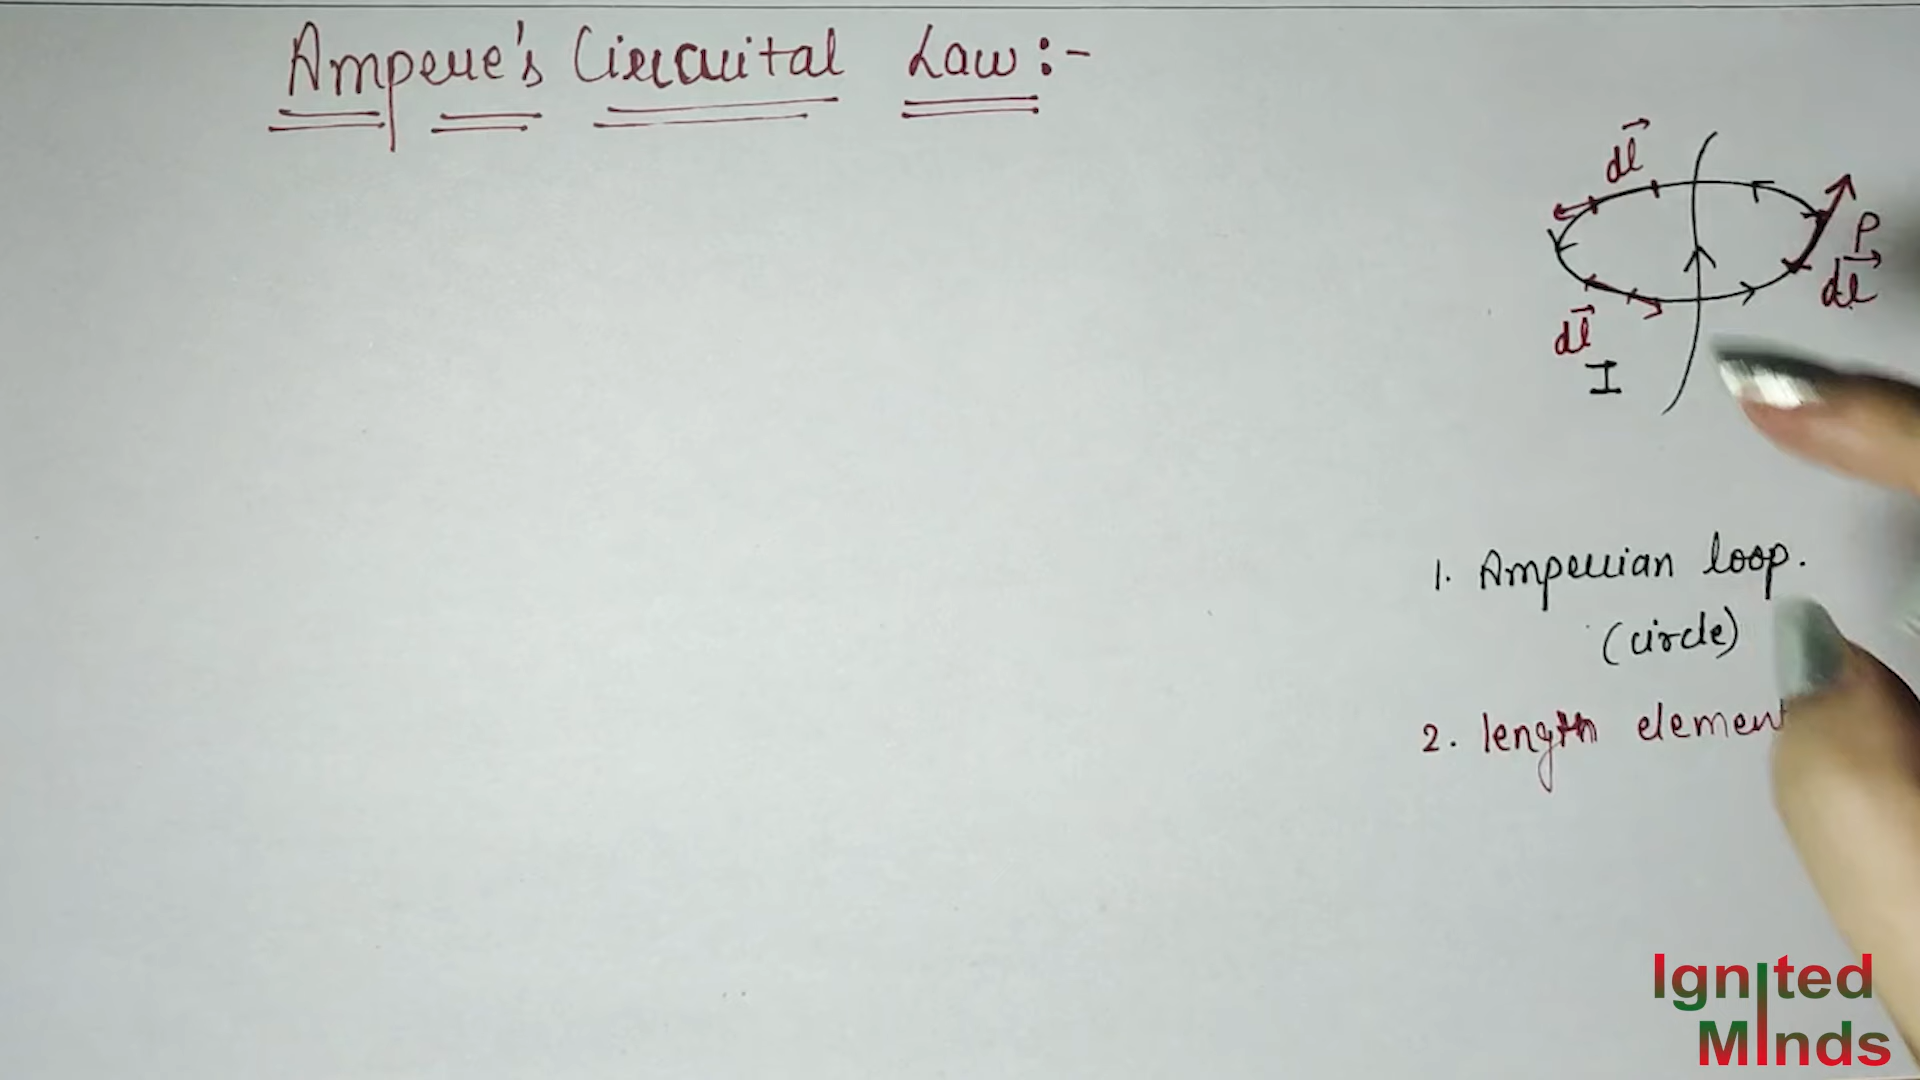 Ampere's Circuital Law:-
dl
P
dl
dl
I
1. Amperian loop.
(circle)
2. length element
Ignited
Minds